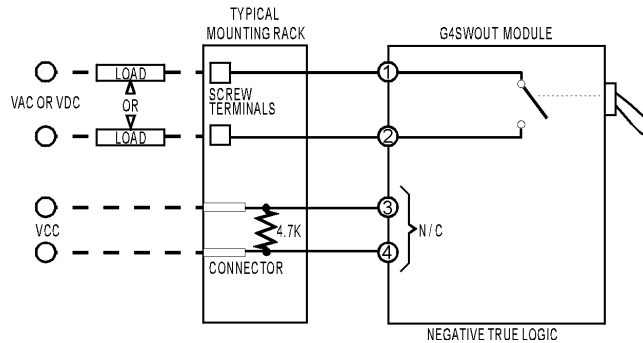 TYPICAL
MOUNTING RACK
G4SWOUT MODULE
LOAD
1
VAC OR VDC
OR
SCREW
TERMINALS
LOAD
2
3
VCC
4.7K
N / C
4
CONNECTOR
NEGATIVE TRUE LOGIC